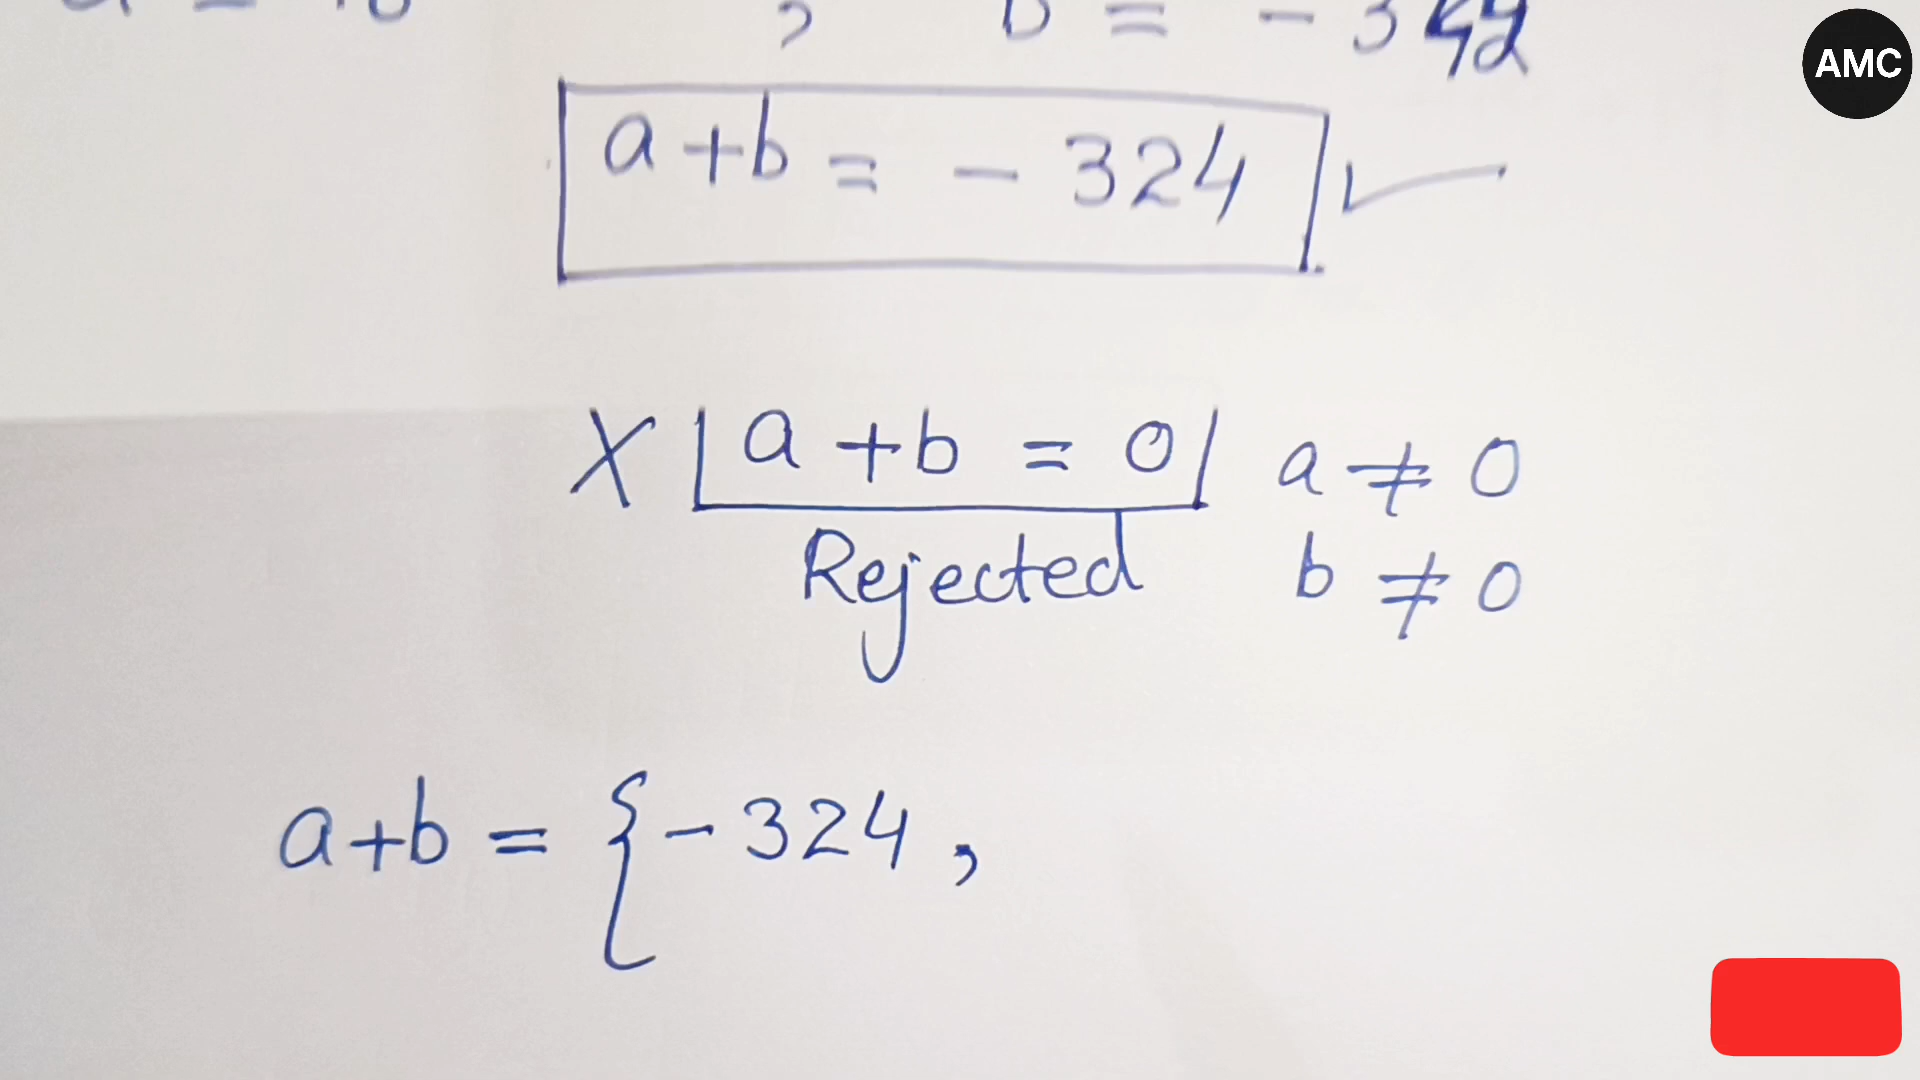 , b = - 342
AMC
a+b = - 324 ✓
X a + b = 0 a ≠ 0
Rejected b ≠ 0
a+b = { - 324 ,